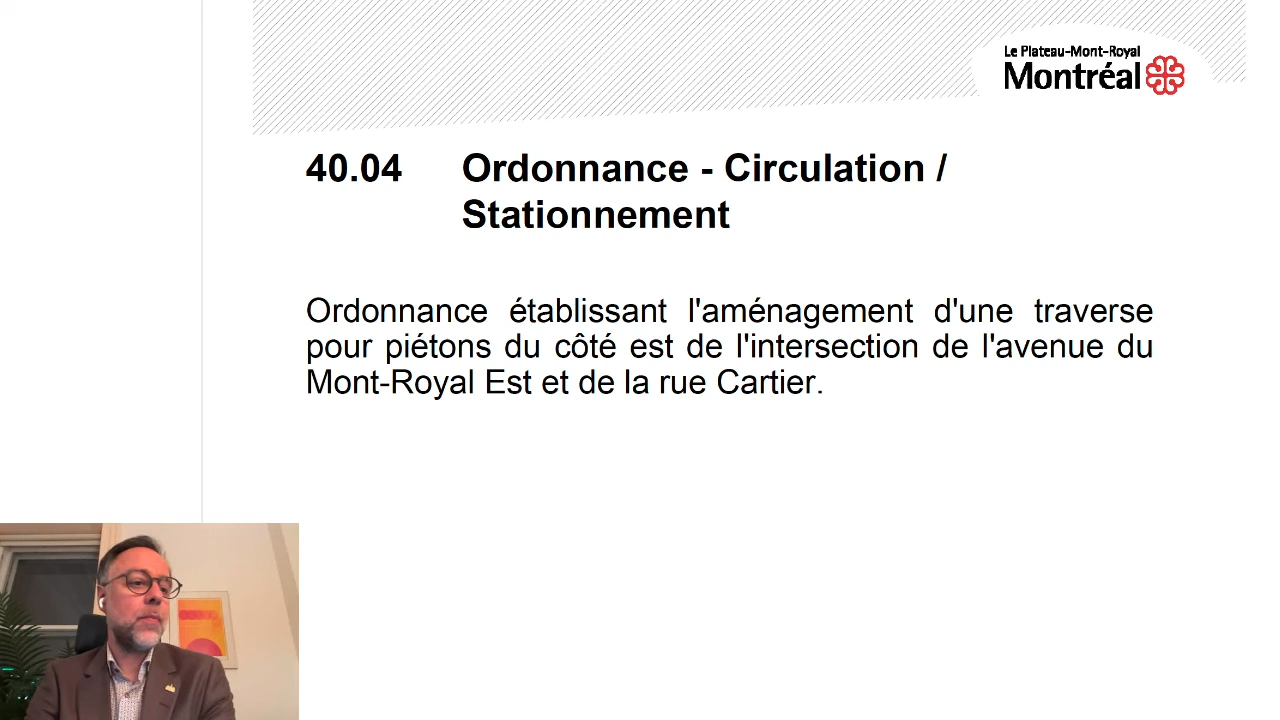 Le Plateau-Mont-Royal
Montréal
40.04 Ordonnance - Circulation /
Stationnement
Ordonnance établissant l'aménagement d'une traverse
pour piétons du côté est de l'intersection de l'avenue du
Mont-Royal Est et de la rue Cartier.